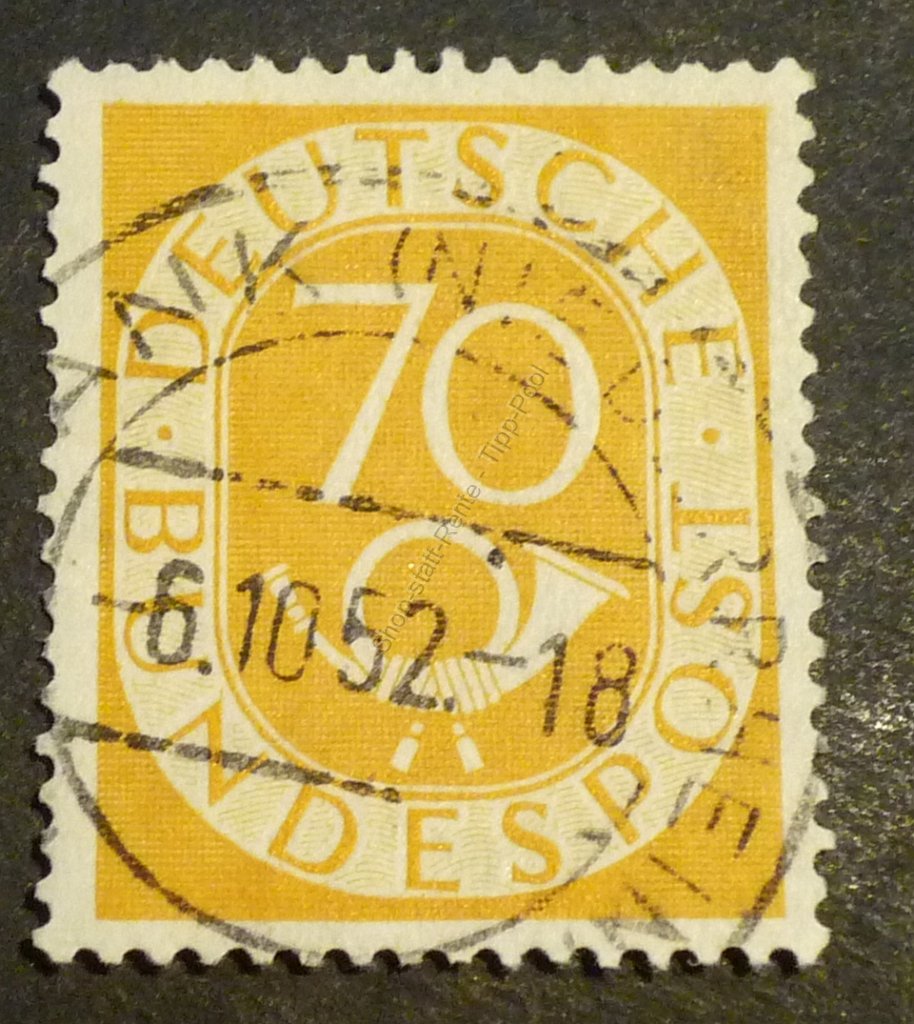 DEUTSCHE
BUNDESPOST
70
6.10 52.-18
Shop-statt-Rente - Tipp-Pool